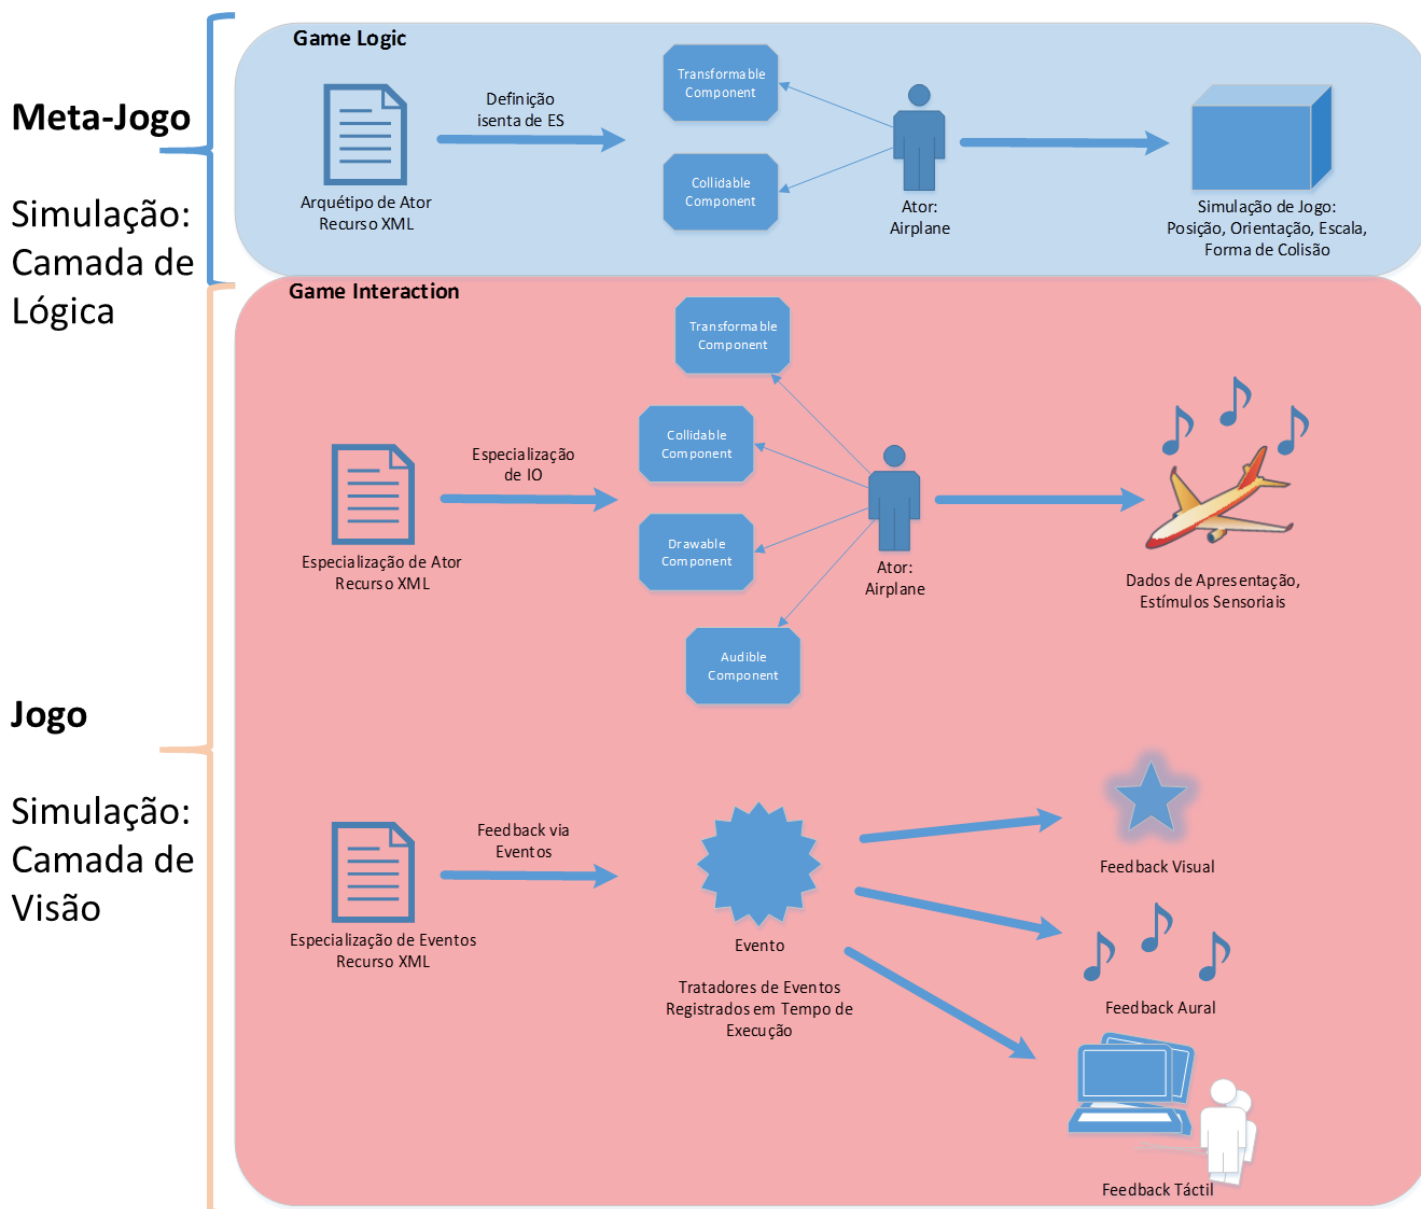 Meta-Jogo
Simulação:
Camada de
Lógica
Game Logic
Arquétipo de Ator
Recurso XML
Definição
isenta de ES
Transformable
Component
Collidable
Component
Ator:
Airplane
Simulação de Jogo:
Posição, Orientação, Escala,
Forma de Colisão
Jogo
Simulação:
Camada de
Visão
Game Interaction
Especialização de Ator
Recurso XML
Especialização
de IO
Transformable
Component
Collidable
Component
Drawable
Component
Audible
Component
Ator:
Airplane
Dados de Apresentação,
Estímulos Sensoriais
Especialização de Eventos
Recurso XML
Feedback via
Eventos
Evento
Tratadores de Eventos
Registrados em Tempo de
Execução
Feedback Visual
Feedback Aural
Feedback Táctil